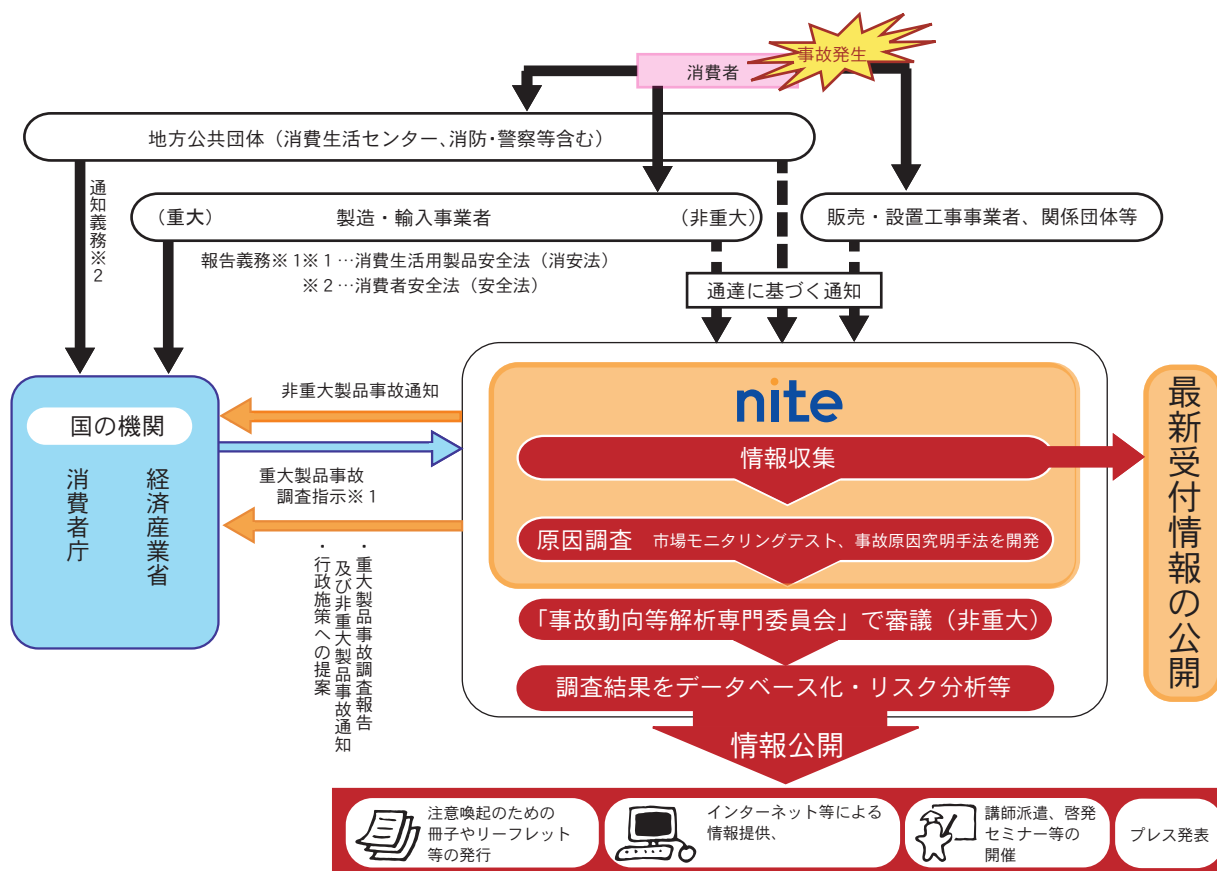 事故発生
消費者
地方公共団体（消費生活センター、消防・警察等含む）
通知義務※2
（重大）
製造・輸入事業者
（非重大）
販売・設置工事事業者、関係団体等
報告義務※1※1…消費生活用製品安全法（消安法）
※2…消費者安全法（安全法）
通達に基づく通知
国の機関
消費者庁
経済産業省
非重大製品事故通知
重大製品事故
調査指示※1
・重大製品事故調査報告
及び非重大製品事故通知
・行政施策への提案
nite
情報収集
原因調査 市場モニタリングテスト、事故原因究明手法を開発
「事故動向等解析専門委員会」で審議（非重大）
調査結果をデータベース化・リスク分析等
最新受付情報の公開
情報公開
注意喚起のための
冊子やリーフレット
等の発行
インターネット等による
情報提供、
講師派遣、啓発
セミナー等の
開催
プレス発表